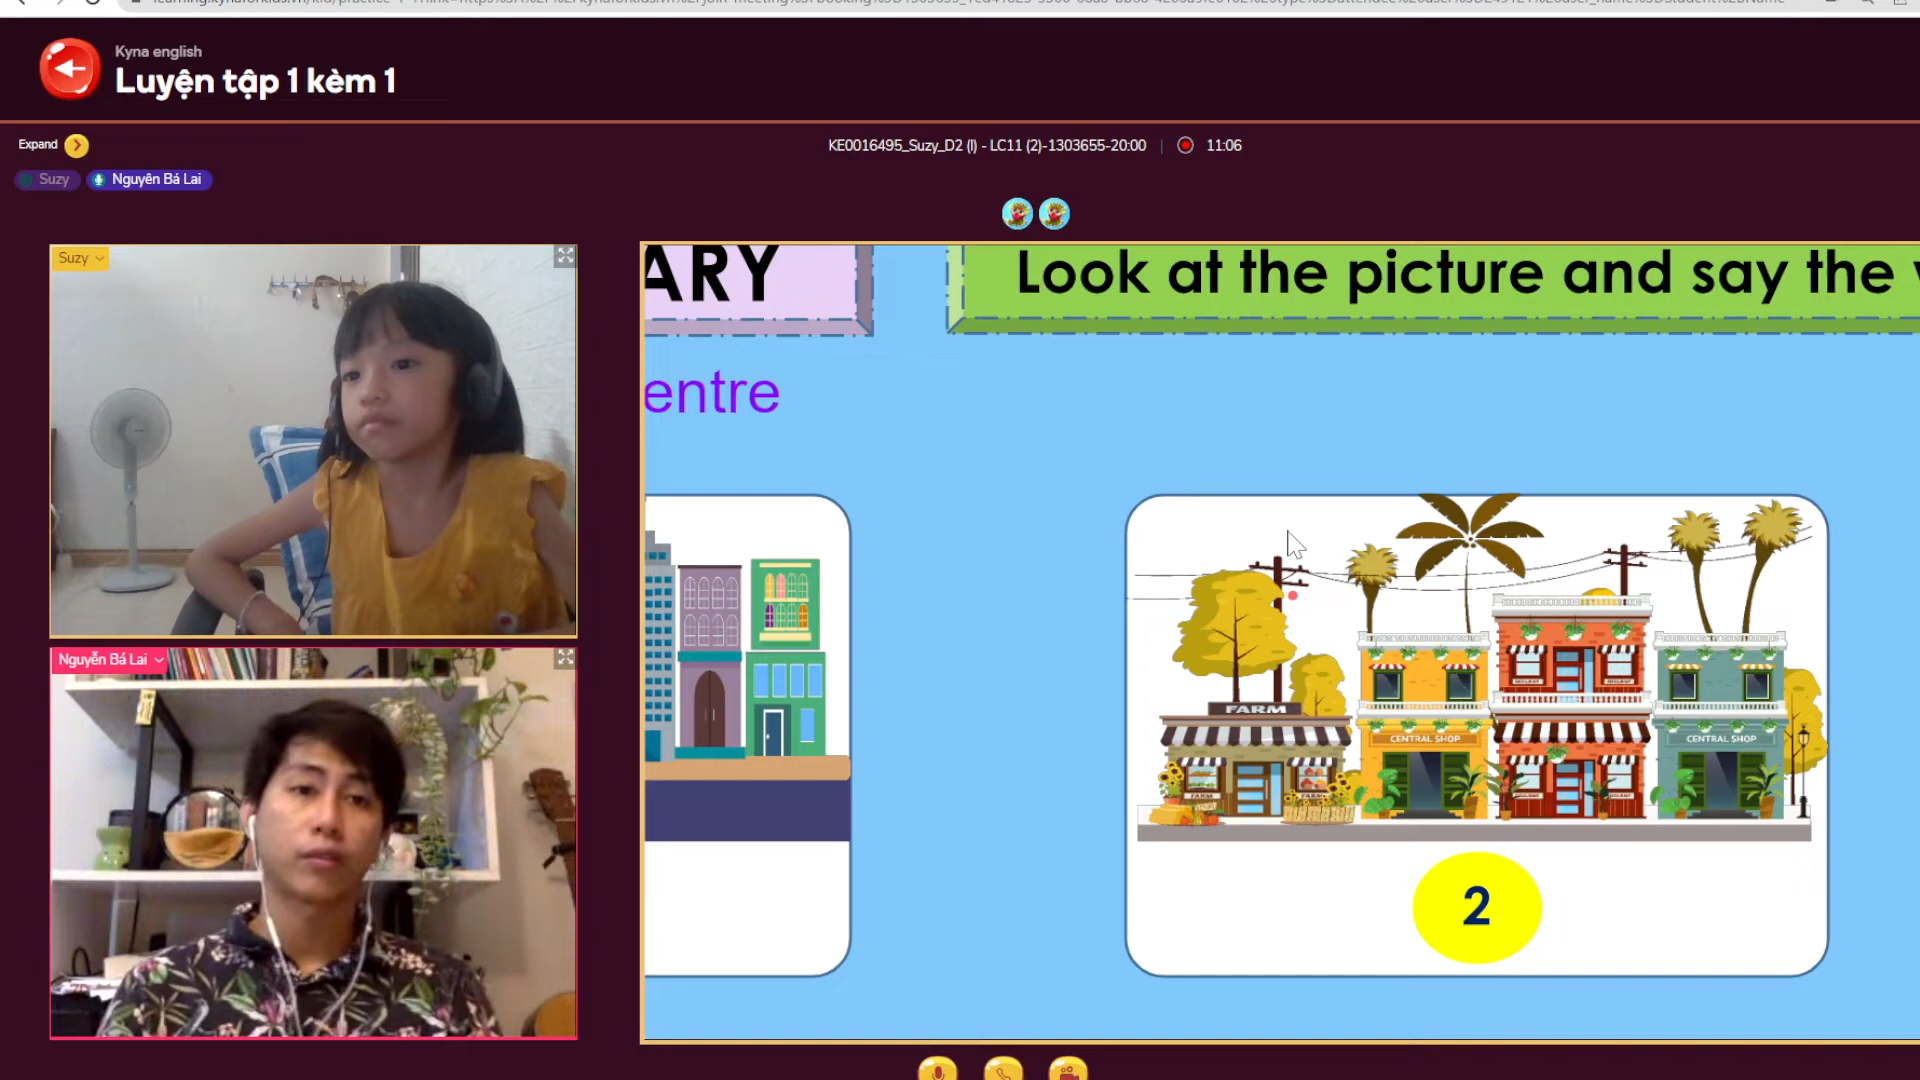 Kyna english
Luyện tập 1 kèm 1
Expand
KE0016495_Suzy_D2 (I) - LC11 (2)-1303655-20:00 | 11:06
Suzy
Nguyên Bá Lai
Suzy
Nguyễn Bá Lai
ARY
Look at the picture and say the
entre
FARM
CENTRAL SHOP
CENTRAL SHOP
FARM
2